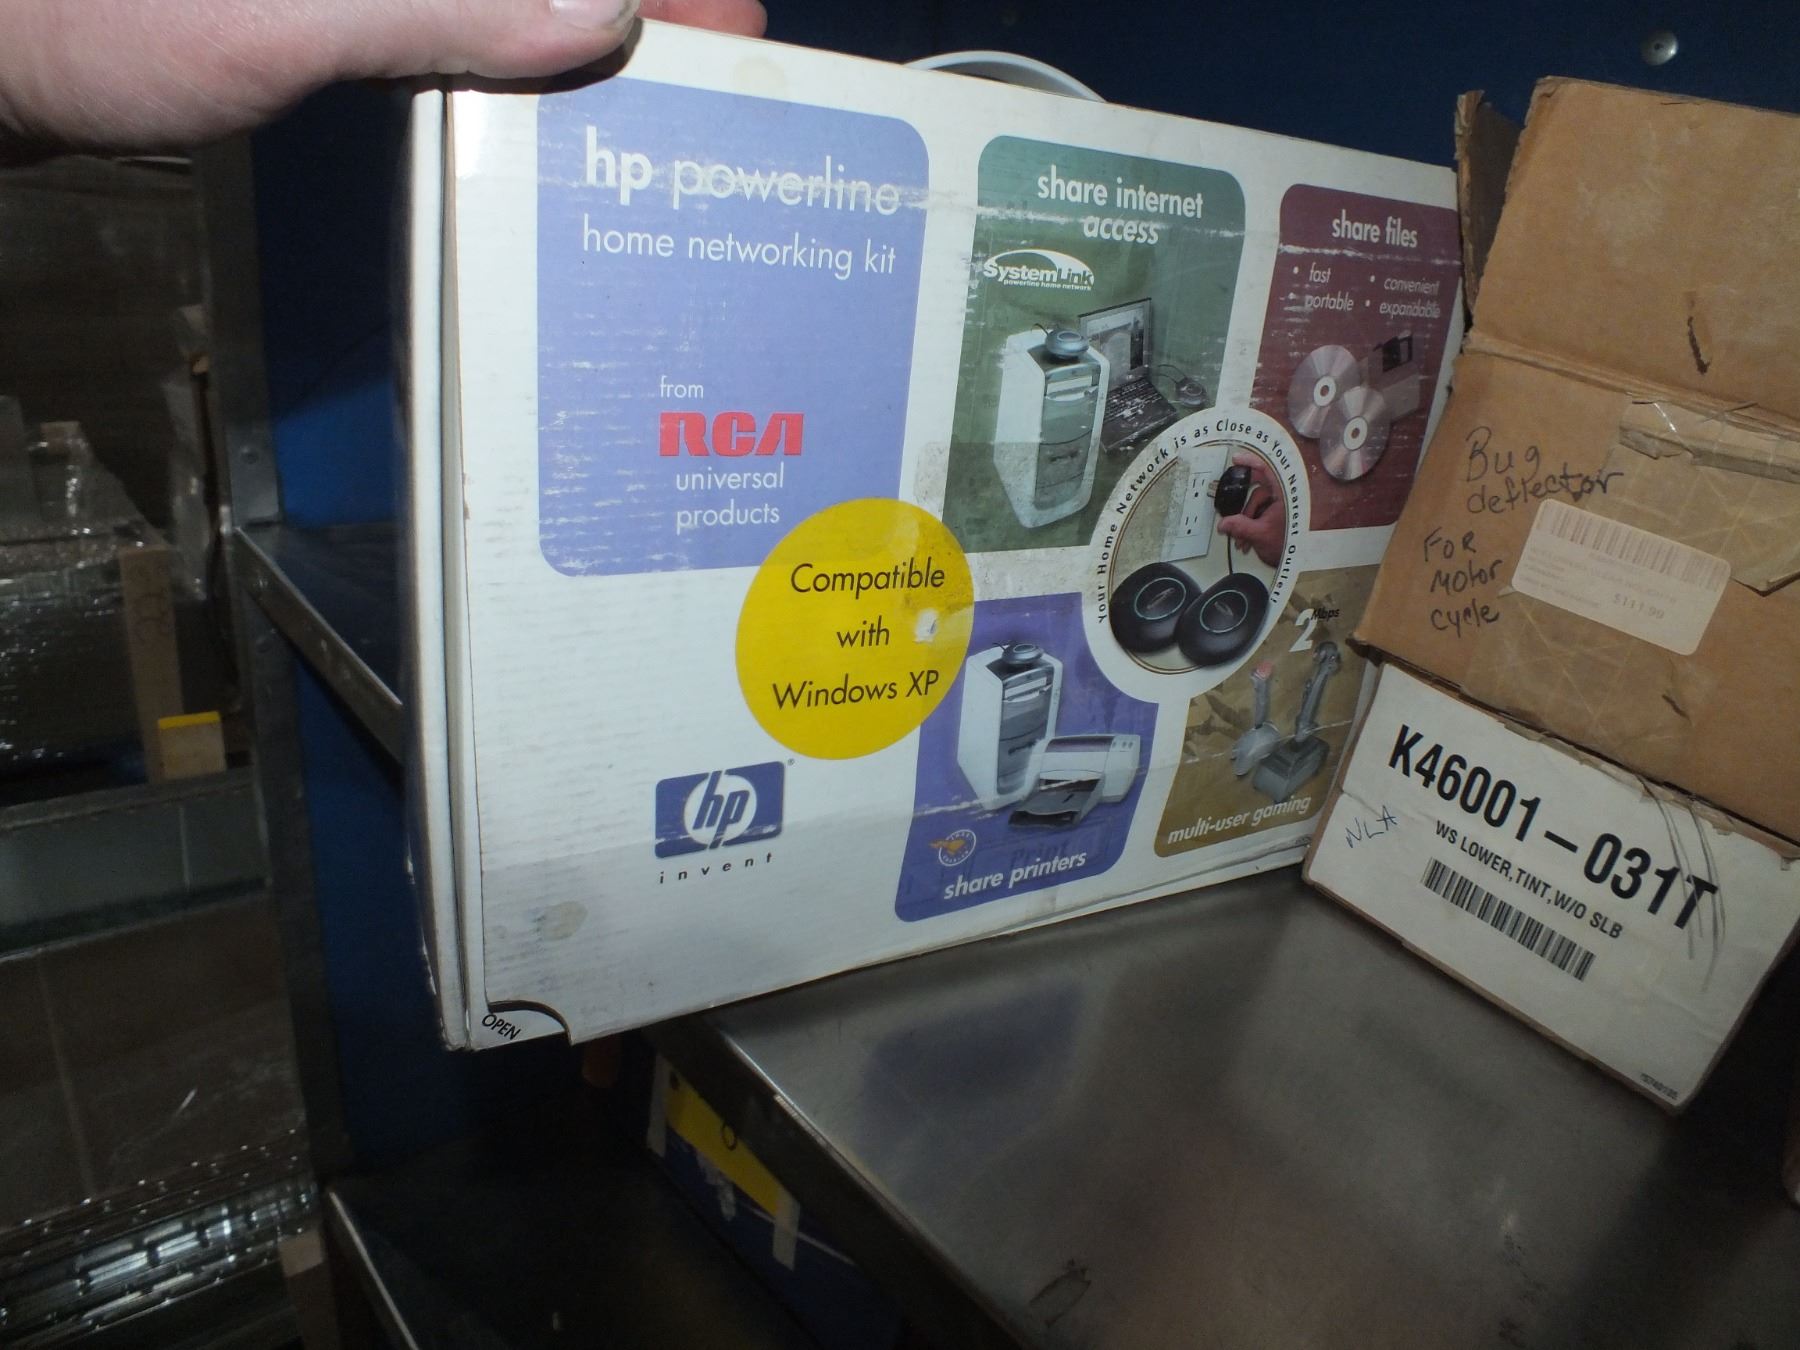 hp powerline
home networking kit
from
RCA
universal
products
Compatible
with
Windows XP
hp
invent
OPEN
share internet
access
SystemLink
powerline home network
share files
• fast
• convenient
• portable
• expandable
Your Home Network is as Close as Your Nearest Outlet!
2 Mbps
share printers
multi-user gaming
Bug
deflector
FOR
MOtor
cycle
$111.99
K46001-031T
WS LOWER,TINT,W/O SLB
NLA